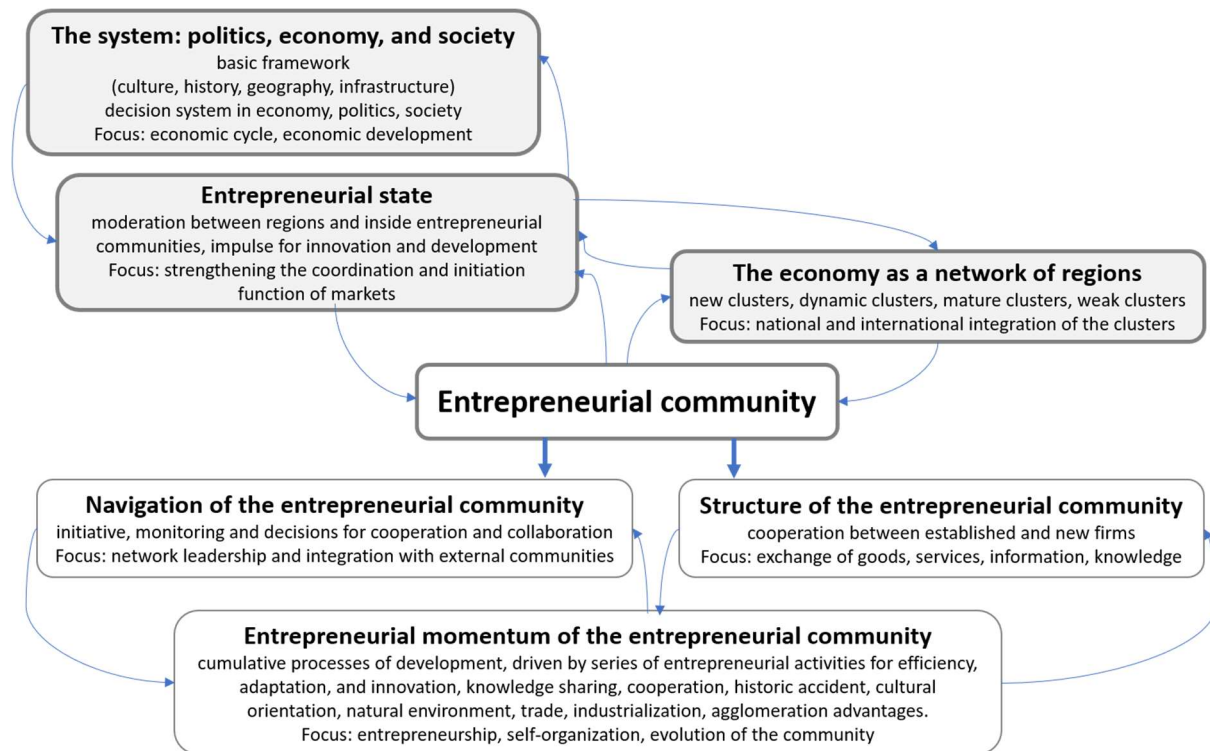 The system: politics, economy, and society
basic framework
(culture, history, geography, infrastructure)
decision system in economy, politics, society
Focus: economic cycle, economic development
Entrepreneurial state
moderation between regions and inside entrepreneurial
communities, impulse for innovation and development
Focus: strengthening the coordination and initiation
function of markets
The economy as a network of regions
new clusters, dynamic clusters, mature clusters, weak clusters
Focus: national and international integration of the clusters
Entrepreneurial community
Navigation of the entrepreneurial community
initiative, monitoring and decisions for cooperation and collaboration
Focus: network leadership and integration with external communities
Structure of the entrepreneurial community
cooperation between established and new firms
Focus: exchange of goods, services, information, knowledge
Entrepreneurial momentum of the entrepreneurial community
cumulative processes of development, driven by series of entrepreneurial activities for efficiency,
adaptation, and innovation, knowledge sharing, cooperation, historic accident, cultural
orientation, natural environment, trade, industrialization, agglomeration advantages.
Focus: entrepreneurship, self-organization, evolution of the community